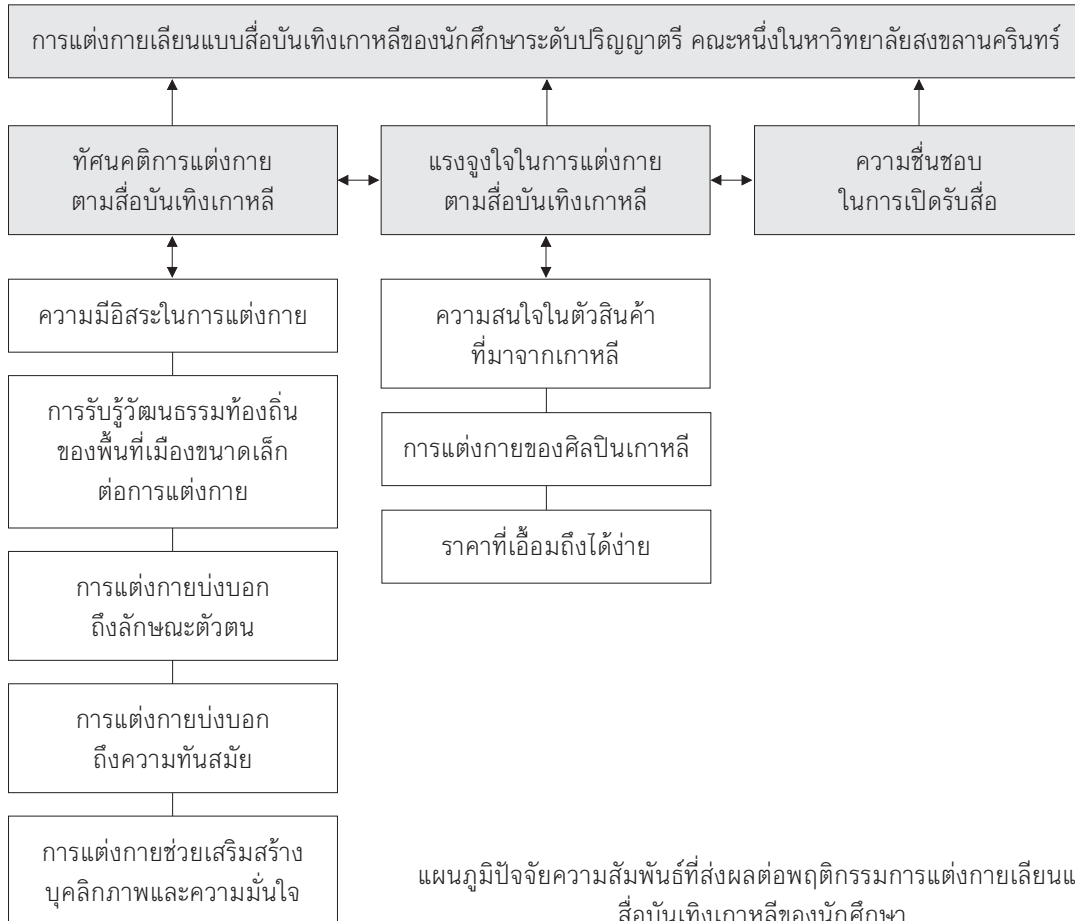 การแต่งกายเลียนแบบสื่อบันเทิงเกาหลีของนักศึกษาระดับปริญญาตรี คณะหนึ่งในหาวิทยาลัยสงขลานครินทร์
ทัศนคติการแต่งกาย
ตามสื่อบันเทิงเกาหลี
แรงจูงใจในการแต่งกาย
ตามสื่อบันเทิงเกาหลี
ความชื่นชอบ
ในการเปิดรับสื่อ
ความมีอิสระในการแต่งกาย
การรับรู้วัฒนธรรมท้องถิ่น
ของพื้นที่เมืองขนาดเล็ก
ต่อการแต่งกาย
การแต่งกายบ่งบอก
ถึงลักษณะตัวตน
การแต่งกายบ่งบอก
ถึงความทันสมัย
การแต่งกายช่วยเสริมสร้าง
บุคลิกภาพและความมั่นใจ
ความสนใจในตัวสินค้า
ที่มาจากเกาหลี
การแต่งกายของศิลปินเกาหลี
ราคาที่เอื้อมถึงได้ง่าย
แผนภูมิปัจจัยความสัมพันธ์ที่ส่งผลต่อพฤติกรรมการแต่งกายเลียนแ
สื่อบันเทิงเกาหลีของนักศึกษา